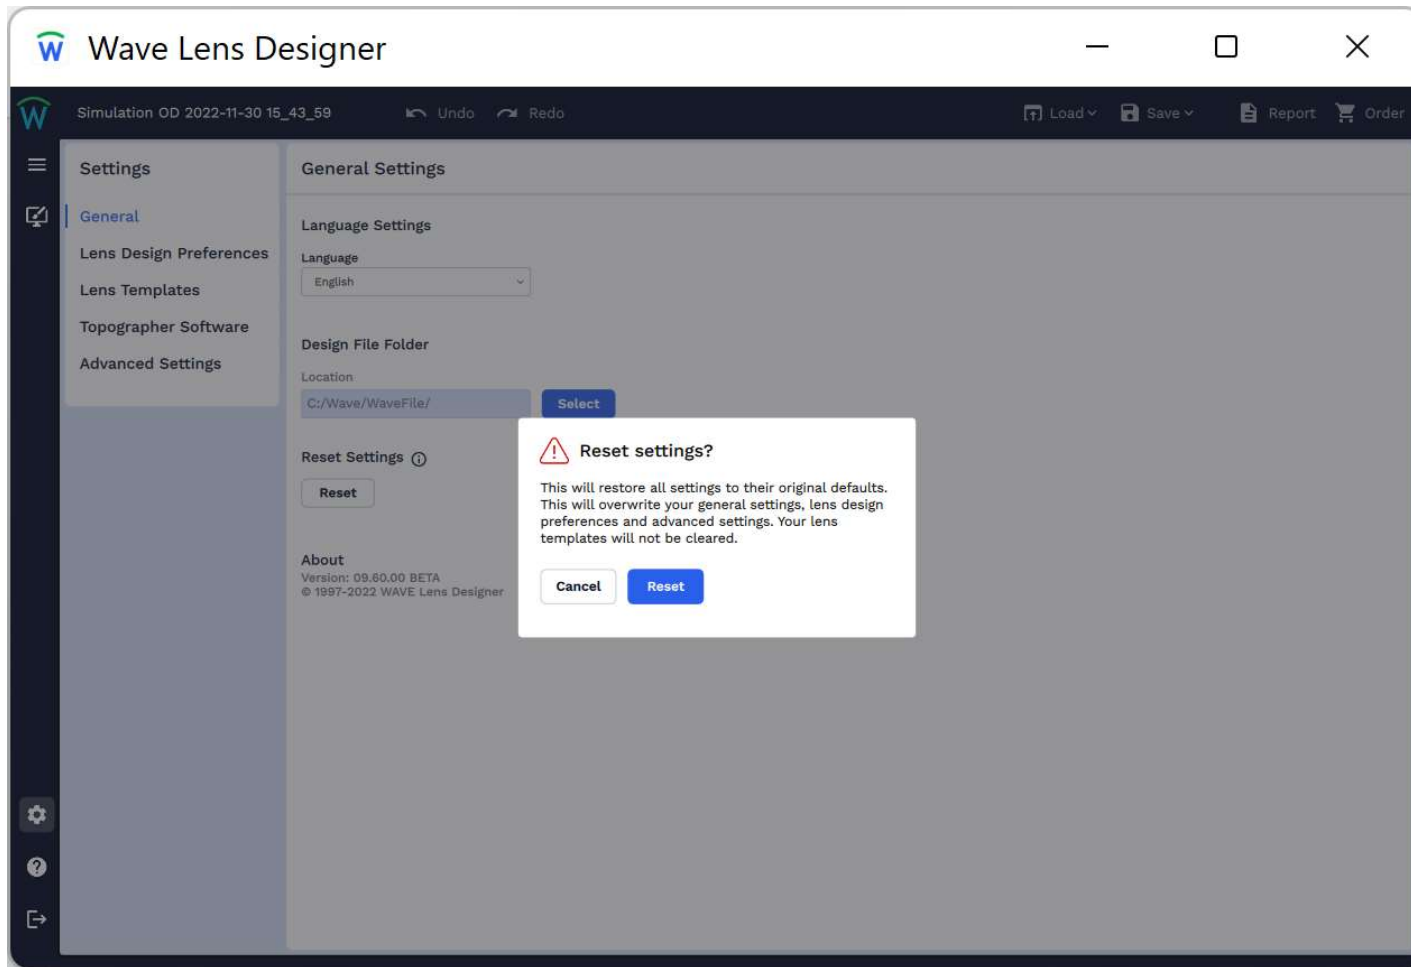 Wave Lens Designer
Simulation OD 2022-11-30 15_43_59
Undo
Redo
Load
Save
Report
Order
Settings
General
Lens Design Preferences
Lens Templates
Topographer Software
Advanced Settings
General Settings
Language Settings
Language
English
Design File Folder
Location
C:/Wave/WaveFile/
Select
Reset Settings
Reset
About
Version: 09.60.00 BETA
© 1997-2022 WAVE Lens Designer
Reset settings?
This will restore all settings to their original defaults.
This will overwrite your general settings, lens design
preferences and advanced settings. Your lens
templates will not be cleared.
Cancel
Reset